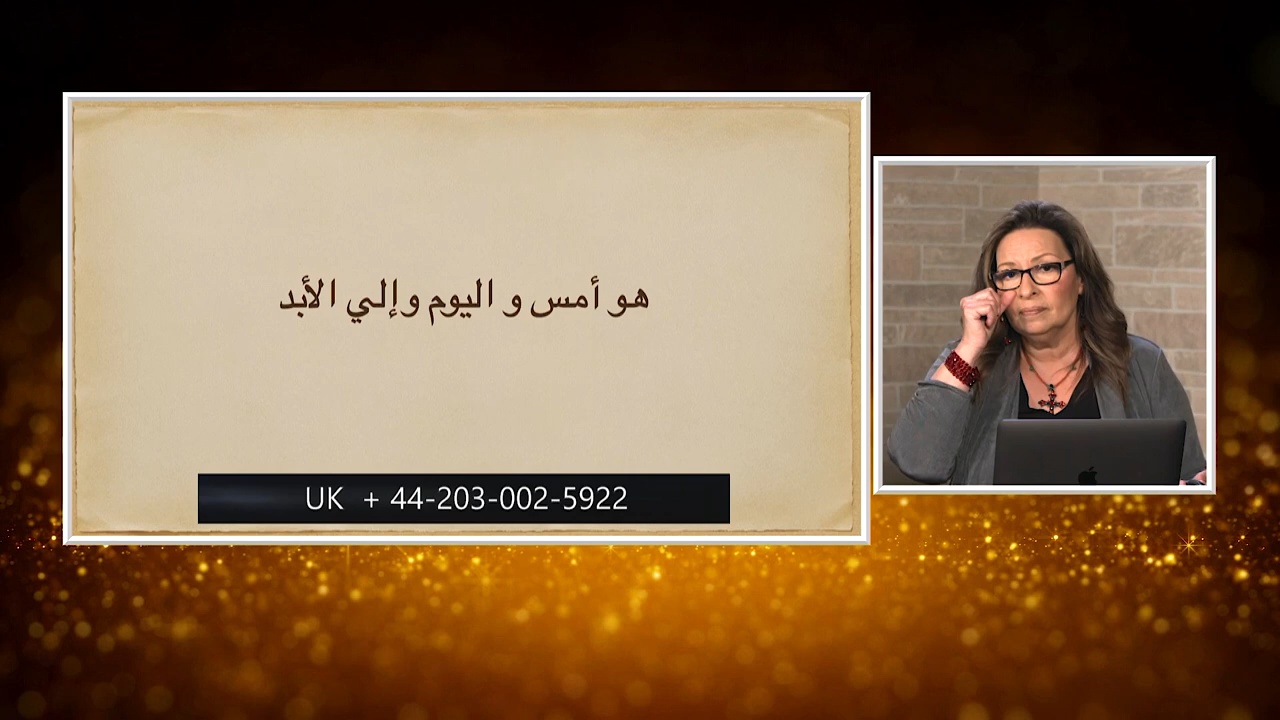 هو أمس و اليوم وإلي الأبد
UK + 44-203-002-5922